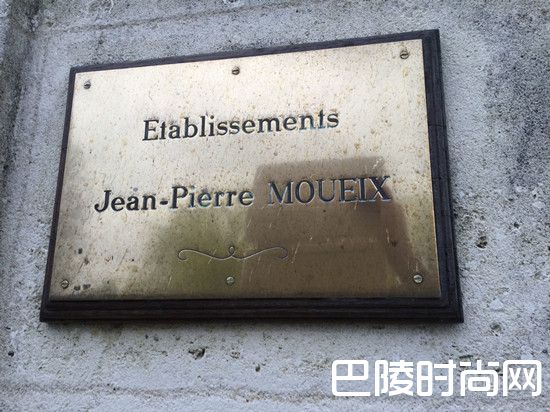 Etablissements
Jean-Pierre MOUEIX
巴陵时尚网